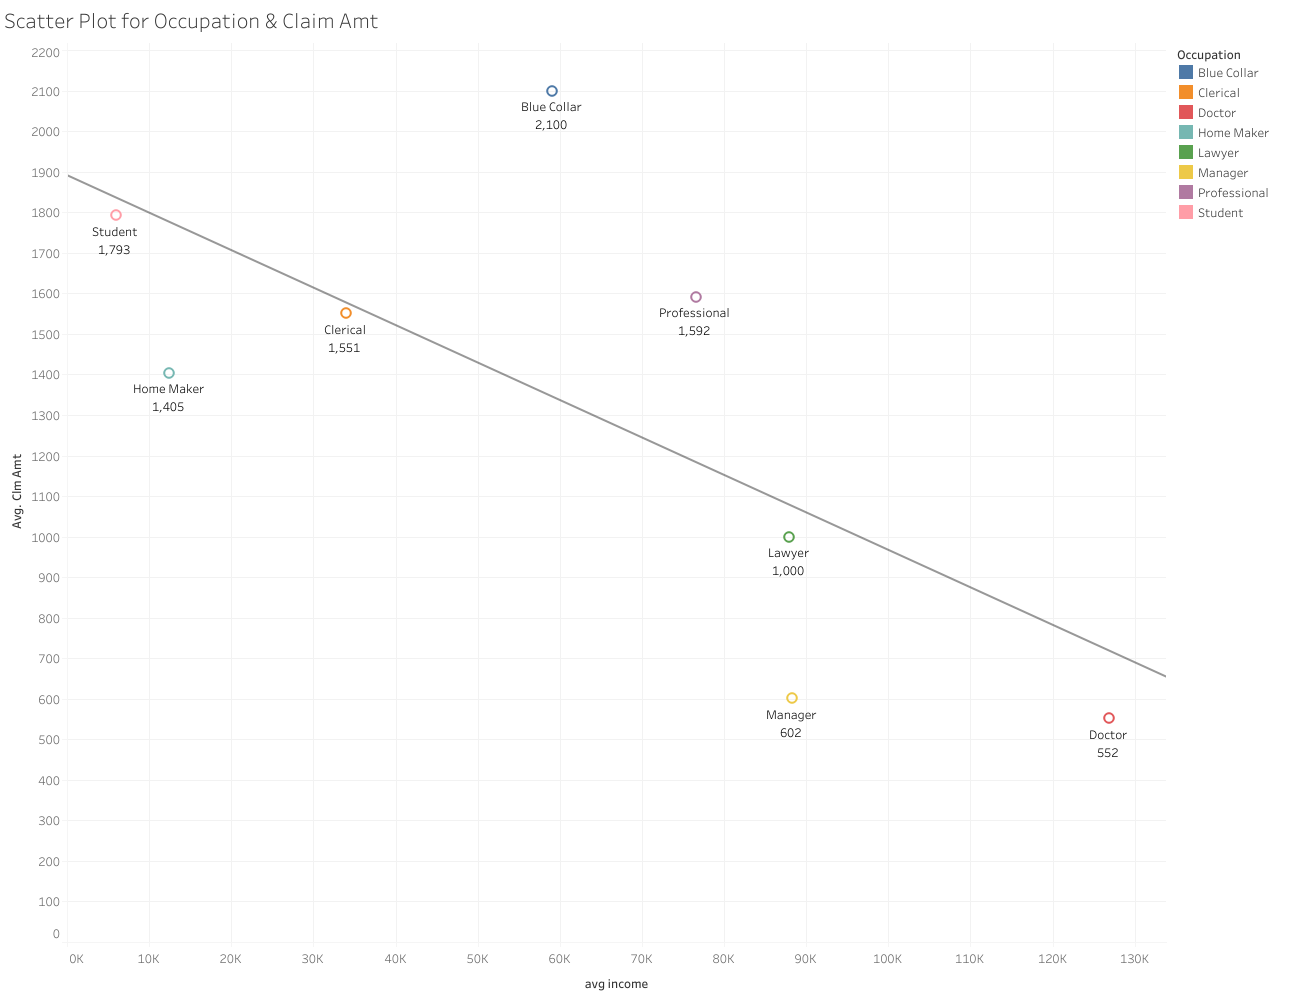 Scatter Plot for Occupation & Claim Amt
2200
2100
2000
1900
1800
1700
1600
1500
1400
1300
1200
1100
1000
900
800
700
600
500
400
300
200
100
0
Avg. Clm Amt
Blue Collar
2,100
Student
1,793
Professional
1,592
Clerical
1,551
Home Maker
1,405
Lawyer
1,000
Manager
602
Doctor
552
0K 10K 20K 30K 40K 50K 60K 70K 80K 90K 100K 110K 120K 130K
avg income
Occupation
Blue Collar
Clerical
Doctor
Home Maker
Lawyer
Manager
Professional
Student